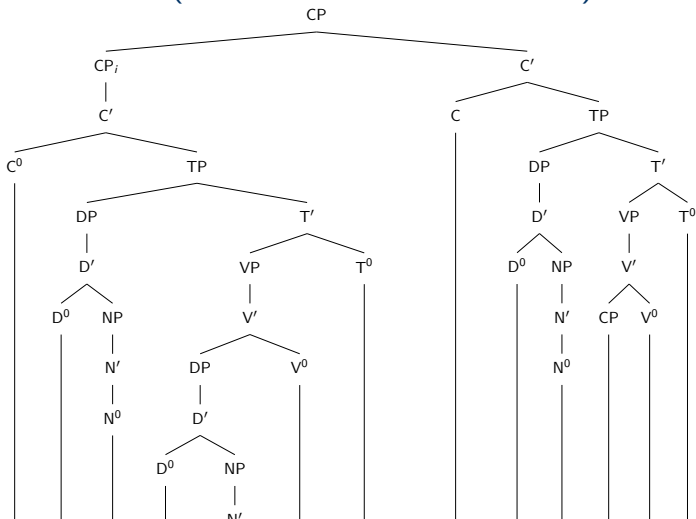 CP
CPᵢ C′
C′ C TP
C⁰ TP DP T′
DP T′ D′ VP T⁰
D′ VP T⁰ D⁰ NP V′
D⁰ NP V′ N′ CP V⁰
N′ DP V⁰ N⁰
N⁰ D′
D⁰ NP
N′